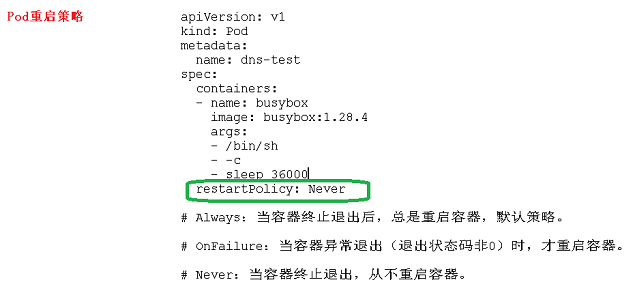 Pod重启策略
apiVersion: v1
kind: Pod
metadata:
  name: dns-test
spec:
  containers:
  - name: busybox
    image: busybox:1.28.4
    args:
    - /bin/sh
    - -c
    - sleep 36000
  restartPolicy: Never
# Always：当容器终止退出后，总是重启容器，默认策略。
# OnFailure：当容器异常退出（退出状态码非0）时，才重启容器。
# Never：当容器终止退出，从不重启容器。